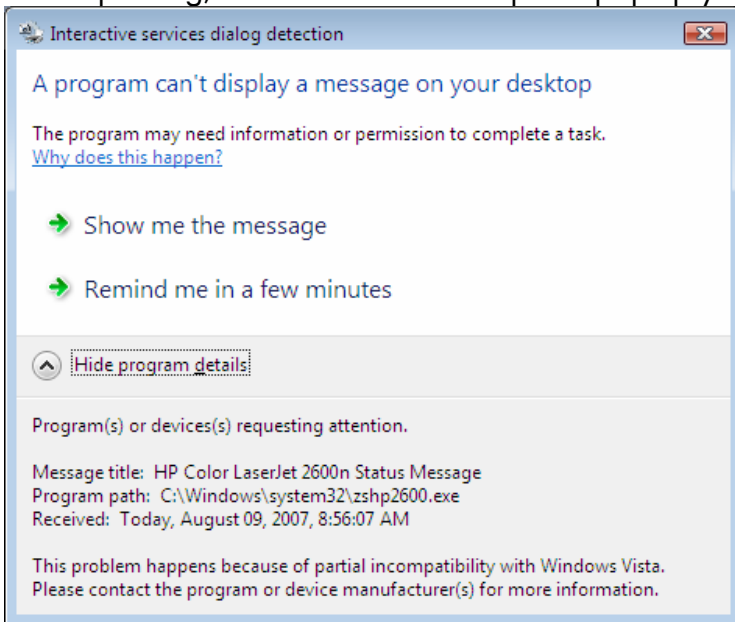 Interactive services dialog detection
A program can't display a message on your desktop
The program may need information or permission to complete a task.
Why does this happen?
Show me the message
Remind me in a few minutes
Hide program details
Program(s) or devices(s) requesting attention.
Message title:  HP Color LaserJet 2600n Status Message
Program path:  C:\Windows\system32\zshp2600.exe
Received:  Today, August 09, 2007, 8:56:07 AM
This problem happens because of partial incompatibility with Windows Vista.
Please contact the program or device manufacturer(s) for more information.